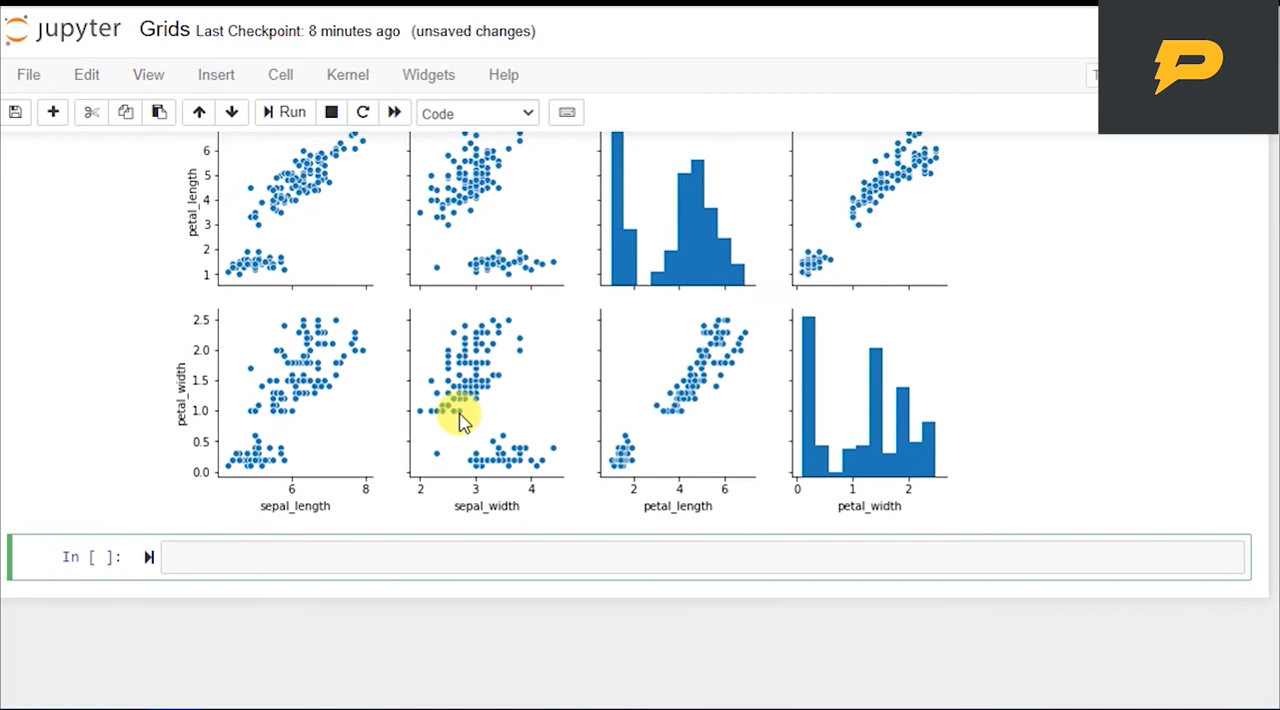 jupyter Grids Last Checkpoint: 8 minutes ago (unsaved changes)
File Edit View Insert Cell Kernel Widgets Help
T
Run Code
petal_length
6
5
4
3
2
1
petal_width
2.5
2.0
1.5
1.0
0.5
0.0
6 8 2 3 4 2 4 6 0 1 2
sepal_length sepal_width petal_length petal_width
In [ ]: